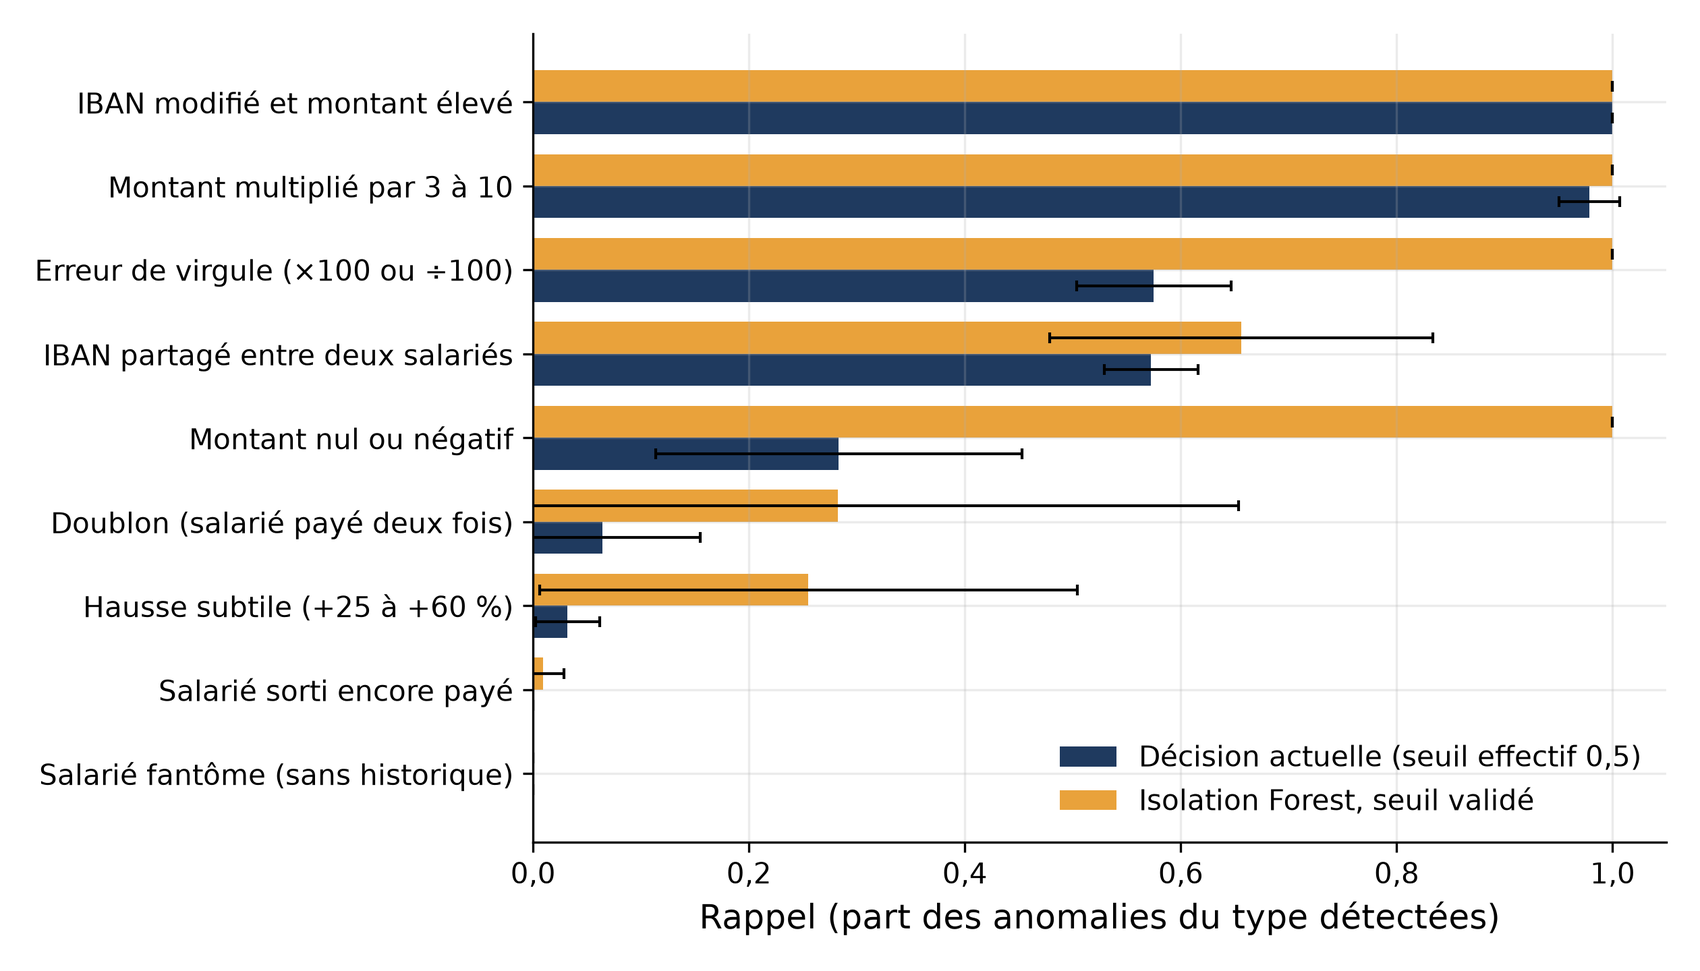 IBAN modifié et montant élevé
Montant multiplié par 3 à 10
Erreur de virgule (×100 ou ÷100)
IBAN partagé entre deux salariés
Montant nul ou négatif
Doublon (salarié payé deux fois)
Hausse subtile (+25 à +60 %)
Salarié sorti encore payé
Salarié fantôme (sans historique)
Décision actuelle (seuil effectif 0,5)
Isolation Forest, seuil validé
0,0 0,2 0,4 0,6 0,8 1,0
Rappel (part des anomalies du type détectées)